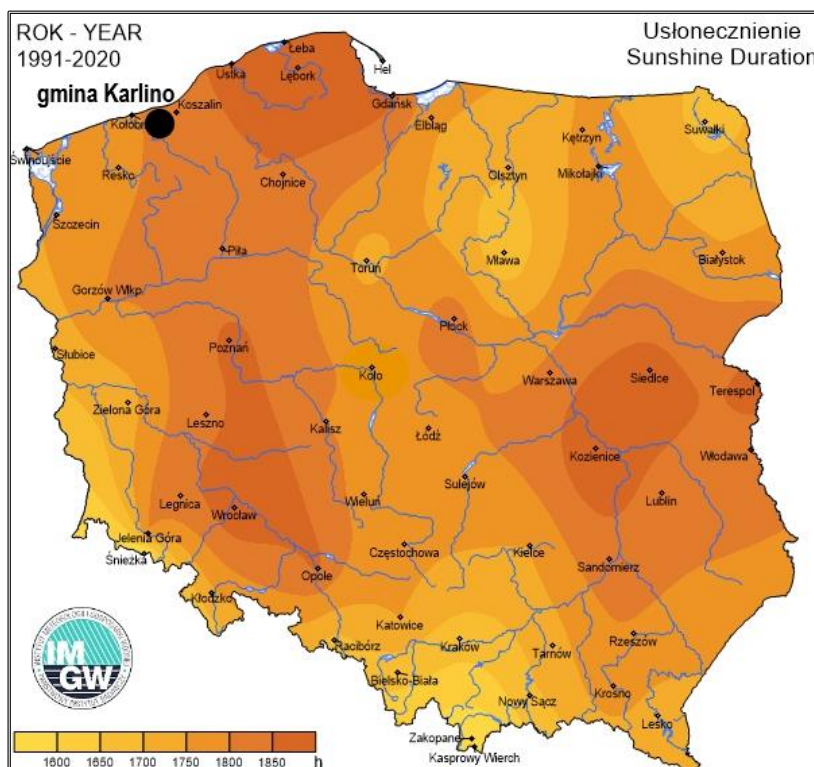 ROK - YEAR
1991-2020
Usłonecznienie
Sunshine Duration
Łeba
Ustka
Lębork
Hel
gmina Karlino
Koszalin
Gdańsk
Elbląg
Kętrzyn
Suwałki
Świnoujście
Resko
Chojnice
Olsztyn
Mikołajki
Szczecin
Piła
Toruń
Mława
Białystok
Gorzów Wlkp.
Płock
Słubice
Poznań
Koło
Warszawa
Siedlce
Terespol
Zielona Góra
Leszno
Kalisz
Łódź
Kozienice
Włodawa
Legnica
Wrocław
Wieluń
Sulejów
Lublin
Jelenia Góra
Śnieżka
Opole
Częstochowa
Kielce
Sandomierz
Kłodzko
Katowice
Racibórz
Kraków
Tarnów
Rzeszów
Bielsko-Biała
Nowy Sącz
Krosno
Lesko
Zakopane
Kasprowy Wierch
IM
GW
1600 1650 1700 1750 1800 1850 h